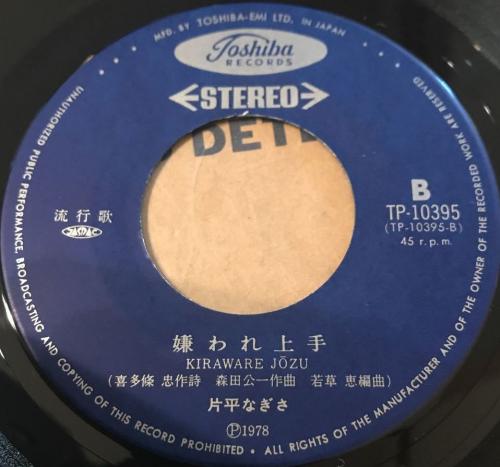 MFD. BY TOSHIBA-EMI LTD. IN JAPAN
Toshiba
RECORDS
STEREO
DETE
B
TP-10395
(TP-10395-B)
45 r.p.m.
流行歌
JASRAC
嫌われ上手
KIRAWARE JŌZU
(喜多條 忠作詩 森田公一作曲 若草 恵編曲)
片平なぎさ
Ⓟ1978
UNAUTHORIZED PUBLIC PERFORMANCE, BROADCASTING AND COPYING OF THIS RECORD PROHIBITED • ALL RIGHTS OF THE MANUFACTURER AND OF THE OWNER OF THE RECORDED WORK ARE RESERVED